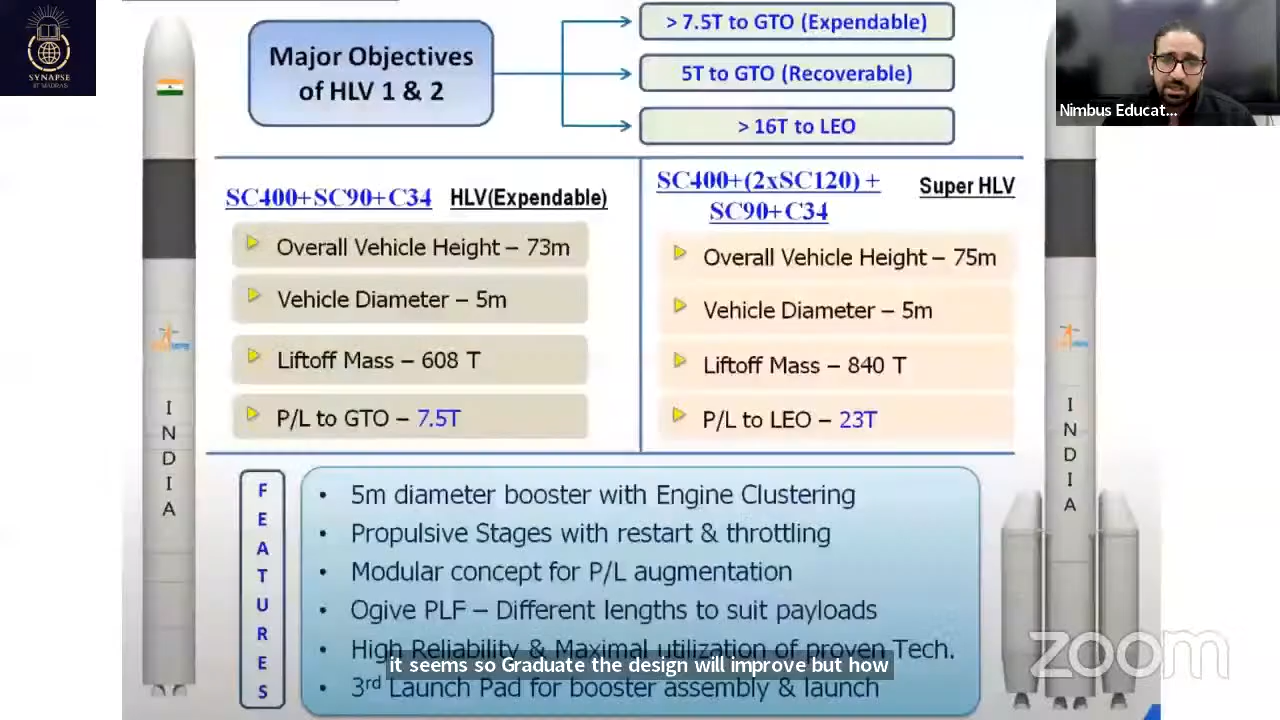 SYNAPSE
IIT MADRAS
Major Objectives
of HLV 1 & 2
> 7.5T to GTO (Expendable)
5T to GTO (Recoverable)
> 16T to LEO
Nimbus Educat...
SC400+SC90+C34 HLV(Expendable)
Overall Vehicle Height – 73m
Vehicle Diameter – 5m
Liftoff Mass – 608 T
P/L to GTO – 7.5T
SC400+(2xSC120) +
SC90+C34
Super HLV
Overall Vehicle Height – 75m
Vehicle Diameter – 5m
Liftoff Mass – 840 T
P/L to LEO – 23T
INDIA
INDIA
FEATURES
• 5m diameter booster with Engine Clustering
• Propulsive Stages with restart & throttling
• Modular concept for P/L augmentation
• Ogive PLF – Different lengths to suit payloads
• High Reliability & Maximal utilization of proven Tech.
• 3rd Launch Pad for booster assembly & launch
it seems so Graduate the design will improve but how
zoom